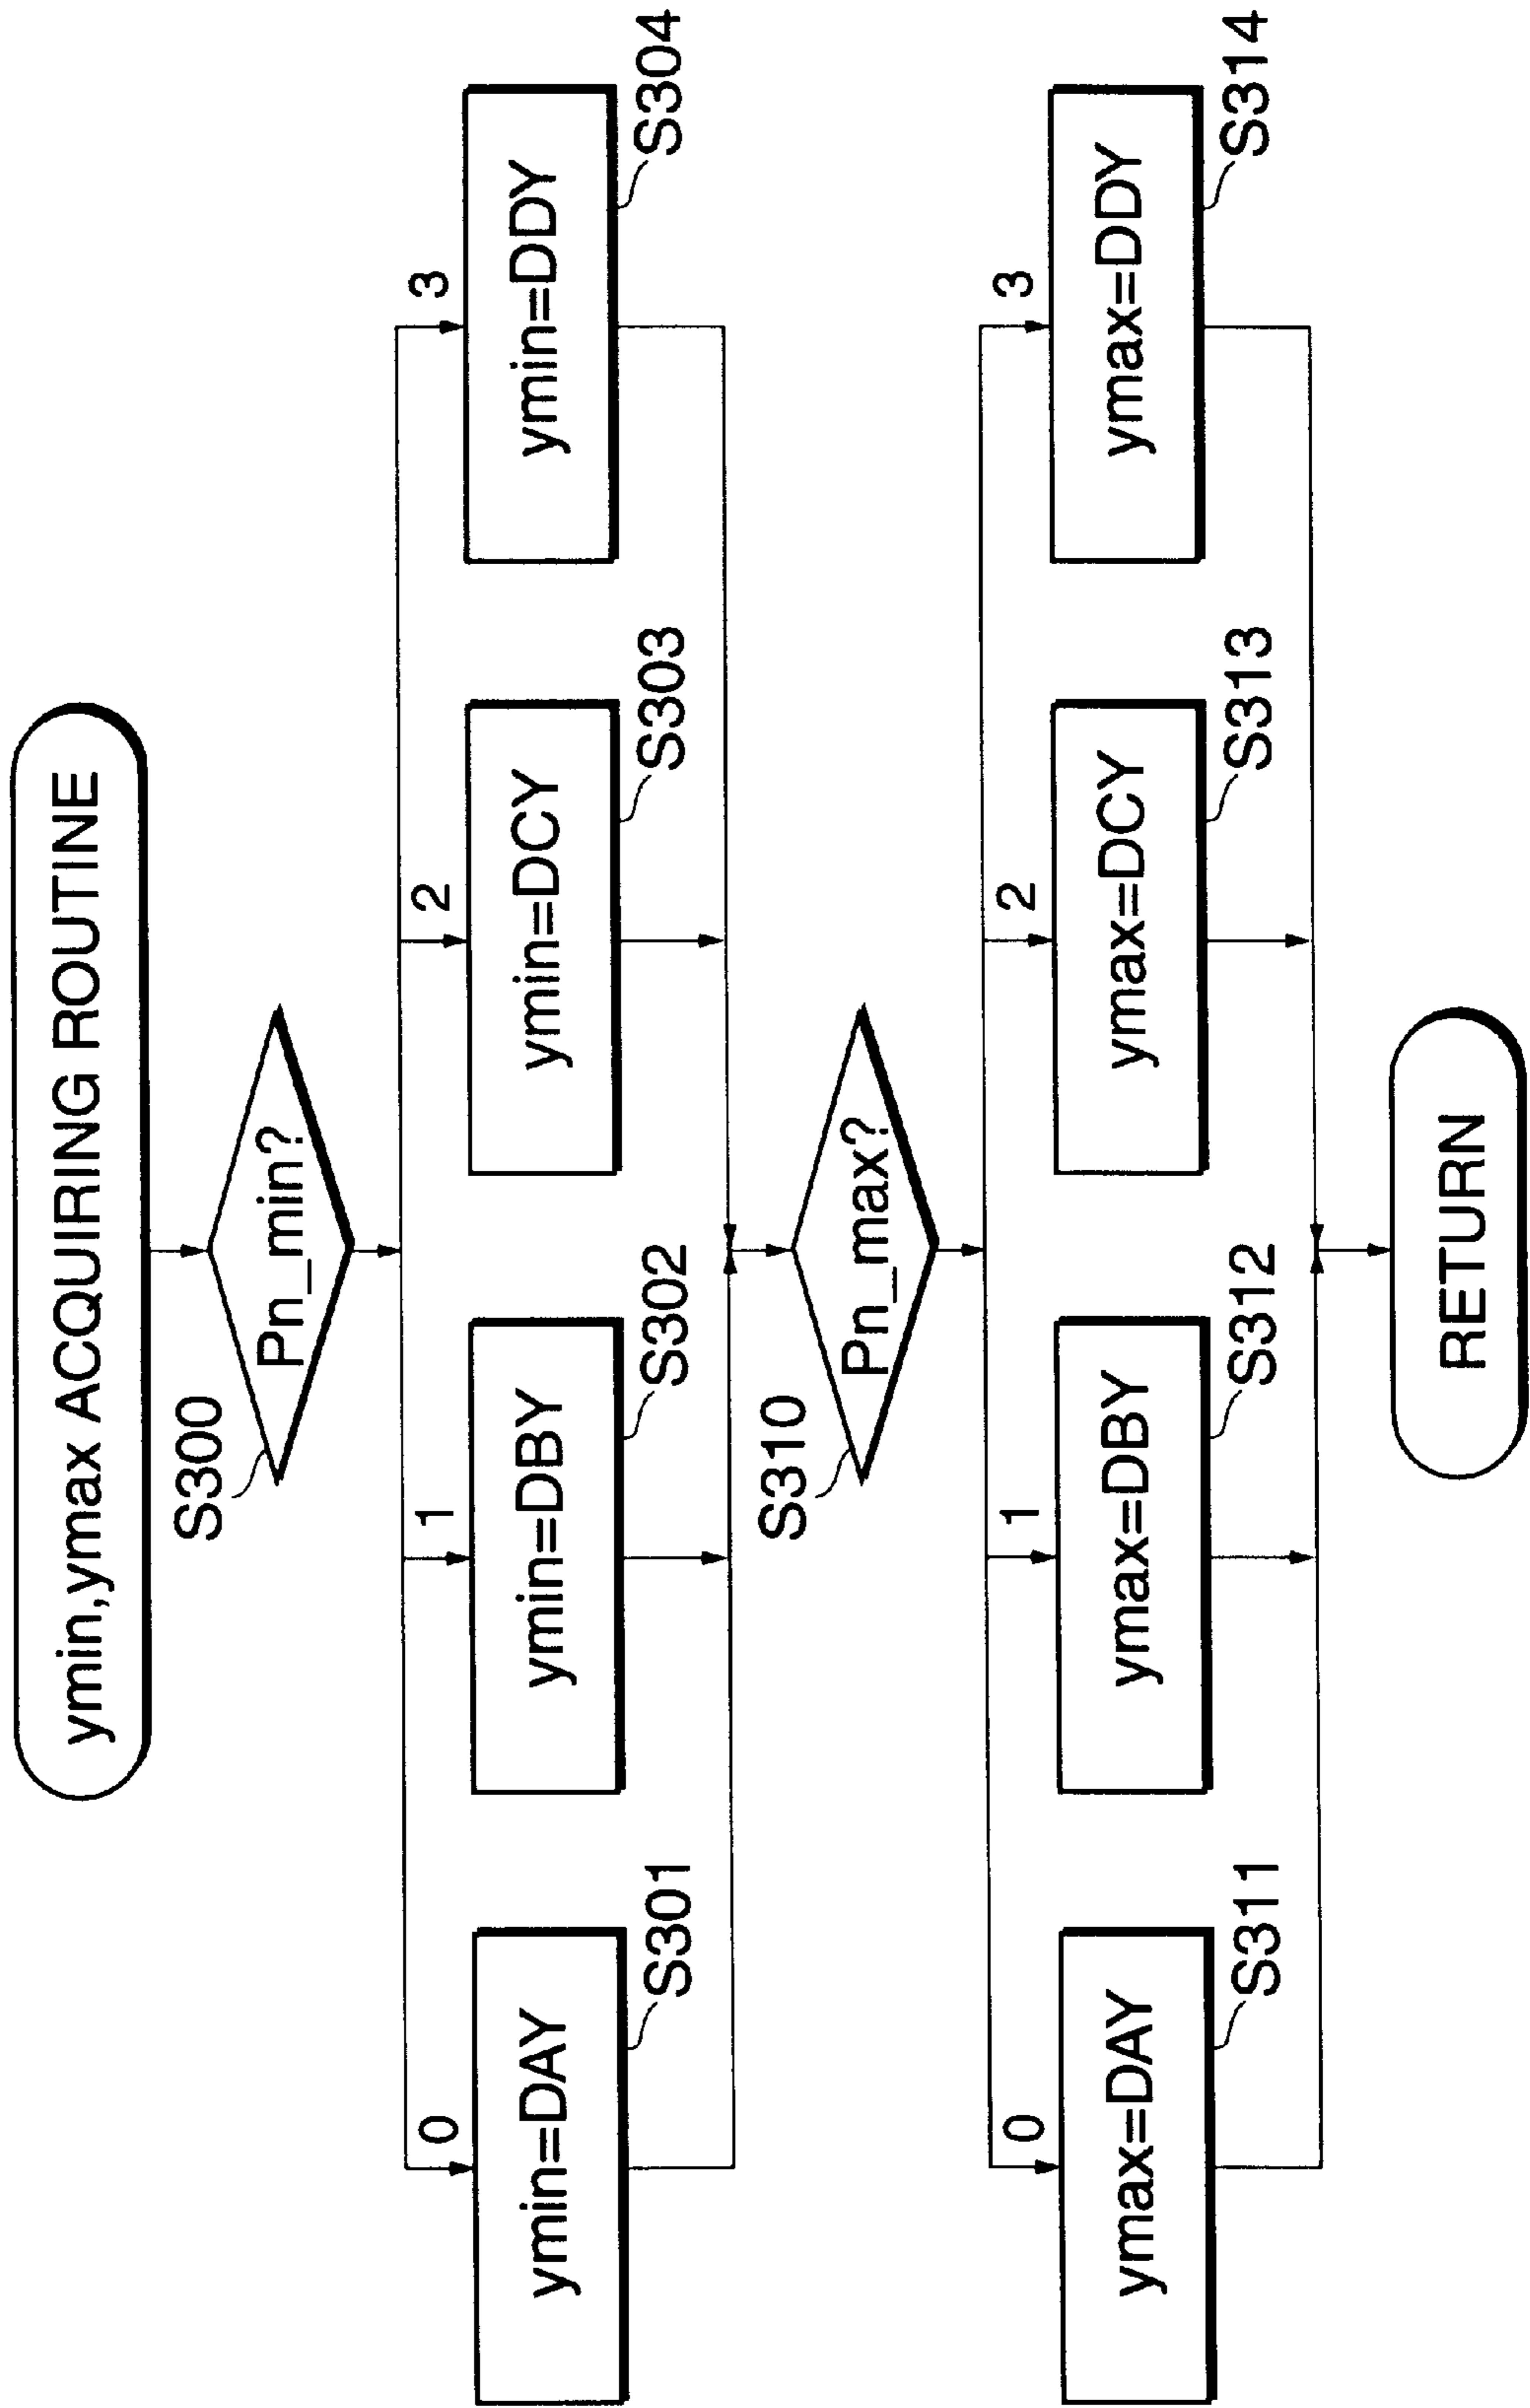 ymin,ymax ACQUIRING ROUTINE
S300
Pn_min?
0
1
2
3
ymin=DAY
ymin=DBY
ymin=DCY
ymin=DDY
S301
S302
S303
S304
S310
Pn_max?
0
1
2
3
ymax=DAY
ymax=DBY
ymax=DCY
ymax=DDY
S311
S312
S313
S314
RETURN